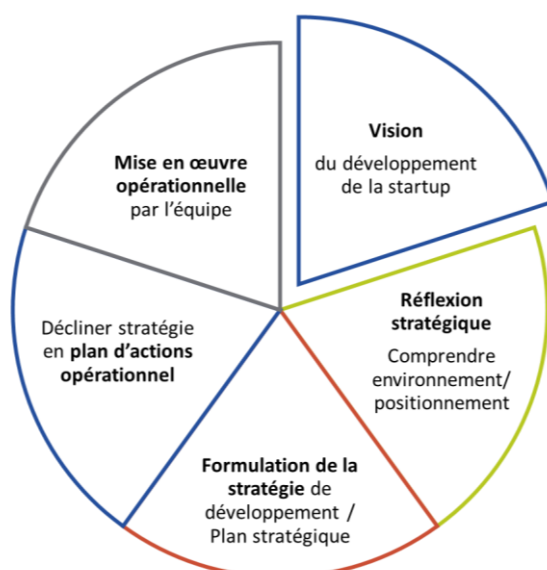 Vision
du développement
de la startup
Réflexion
stratégique
Comprendre
environnement/
positionnement
Formulation de la
stratégie de
développement /
Plan stratégique
Décliner stratégie
en plan d’actions
opérationnel
Mise en œuvre
opérationnelle
par l’équipe